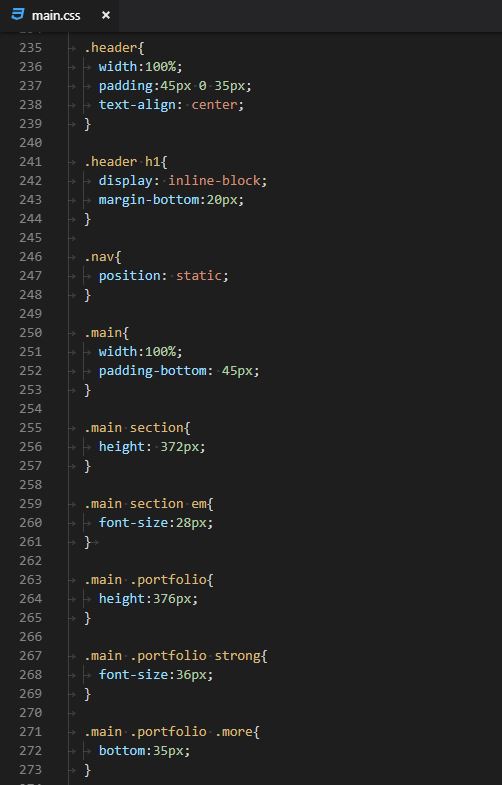 main.css ×
235 .header{
236 width:100%;
237 padding:45px 0 35px;
238 text-align: center;
239 }
240
241 .header h1{
242 display: inline-block;
243 margin-bottom:20px;
244 }
245
246 .nav{
247 position: static;
248 }
249
250 .main{
251 width:100%;
252 padding-bottom: 45px;
253 }
254
255 .main section{
256 height: 372px;
257 }
258
259 .main section em{
260 font-size:28px;
261 }
262
263 .main .portfolio{
264 height:376px;
265 }
266
267 .main .portfolio strong{
268 font-size:36px;
269 }
270
271 .main .portfolio .more{
272 bottom:35px;
273 }